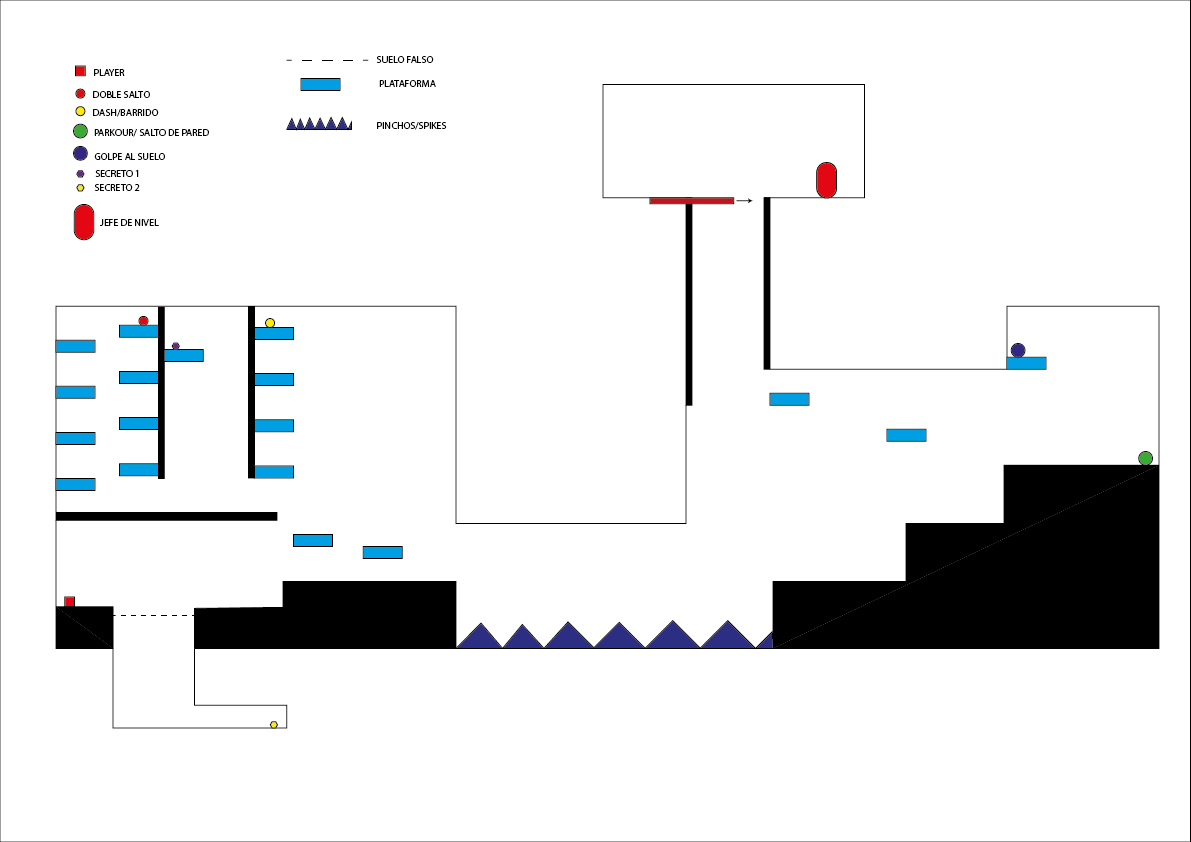 PLAYER
DOBLE SALTO
DASH/BARRIDO
PARKOUR/ SALTO DE PARED
GOLPE AL SUELO
SECRETO 1
SECRETO 2
JEFE DE NIVEL
SUELO FALSO
PLATAFORMA
PINCHOS/SPIKES